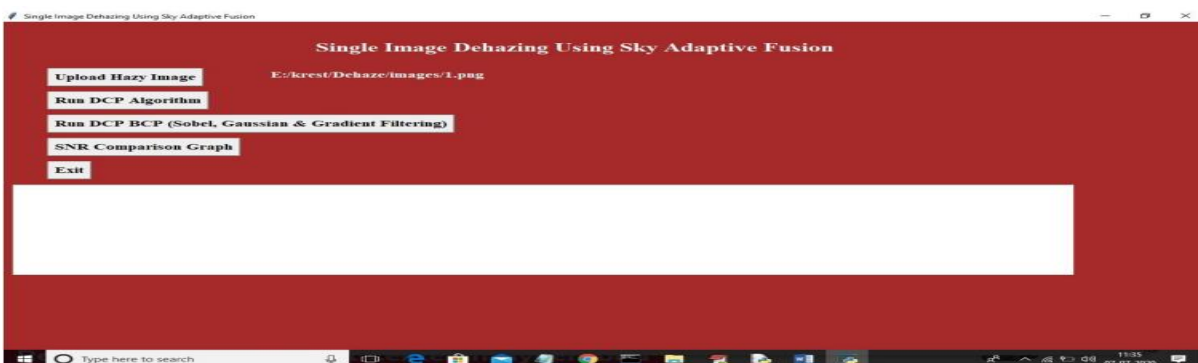 Single Image Dehazing Using Sky Adaptive Fusion
Single Image Dehazing Using Sky Adaptive Fusion
Upload Hazy Image E:/krest/Dehaze/images/1.png
Run DCP Algorithm
Run DCP BCP (Sobel, Gaussian & Gradient Filtering)
SNR Comparison Graph
Exit
Type here to search
11:35